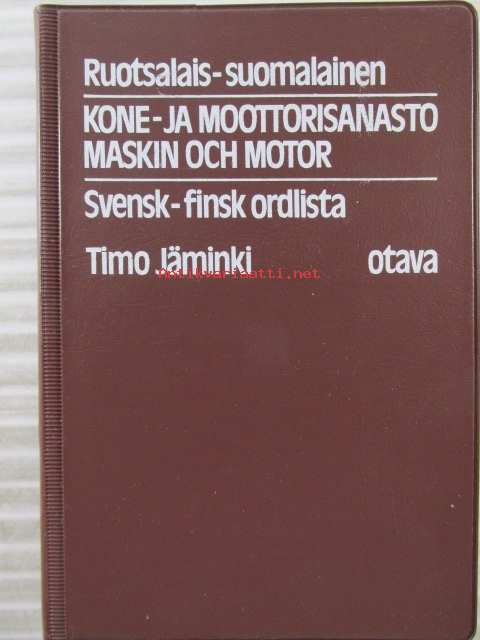 Ruotsalais-suomalainen
KONE-JA MOOTTORISANASTO
MASKIN OCH MOTOR
Svensk-finsk ordlista
Timo Jäminki otava
Antikvariaatti.net